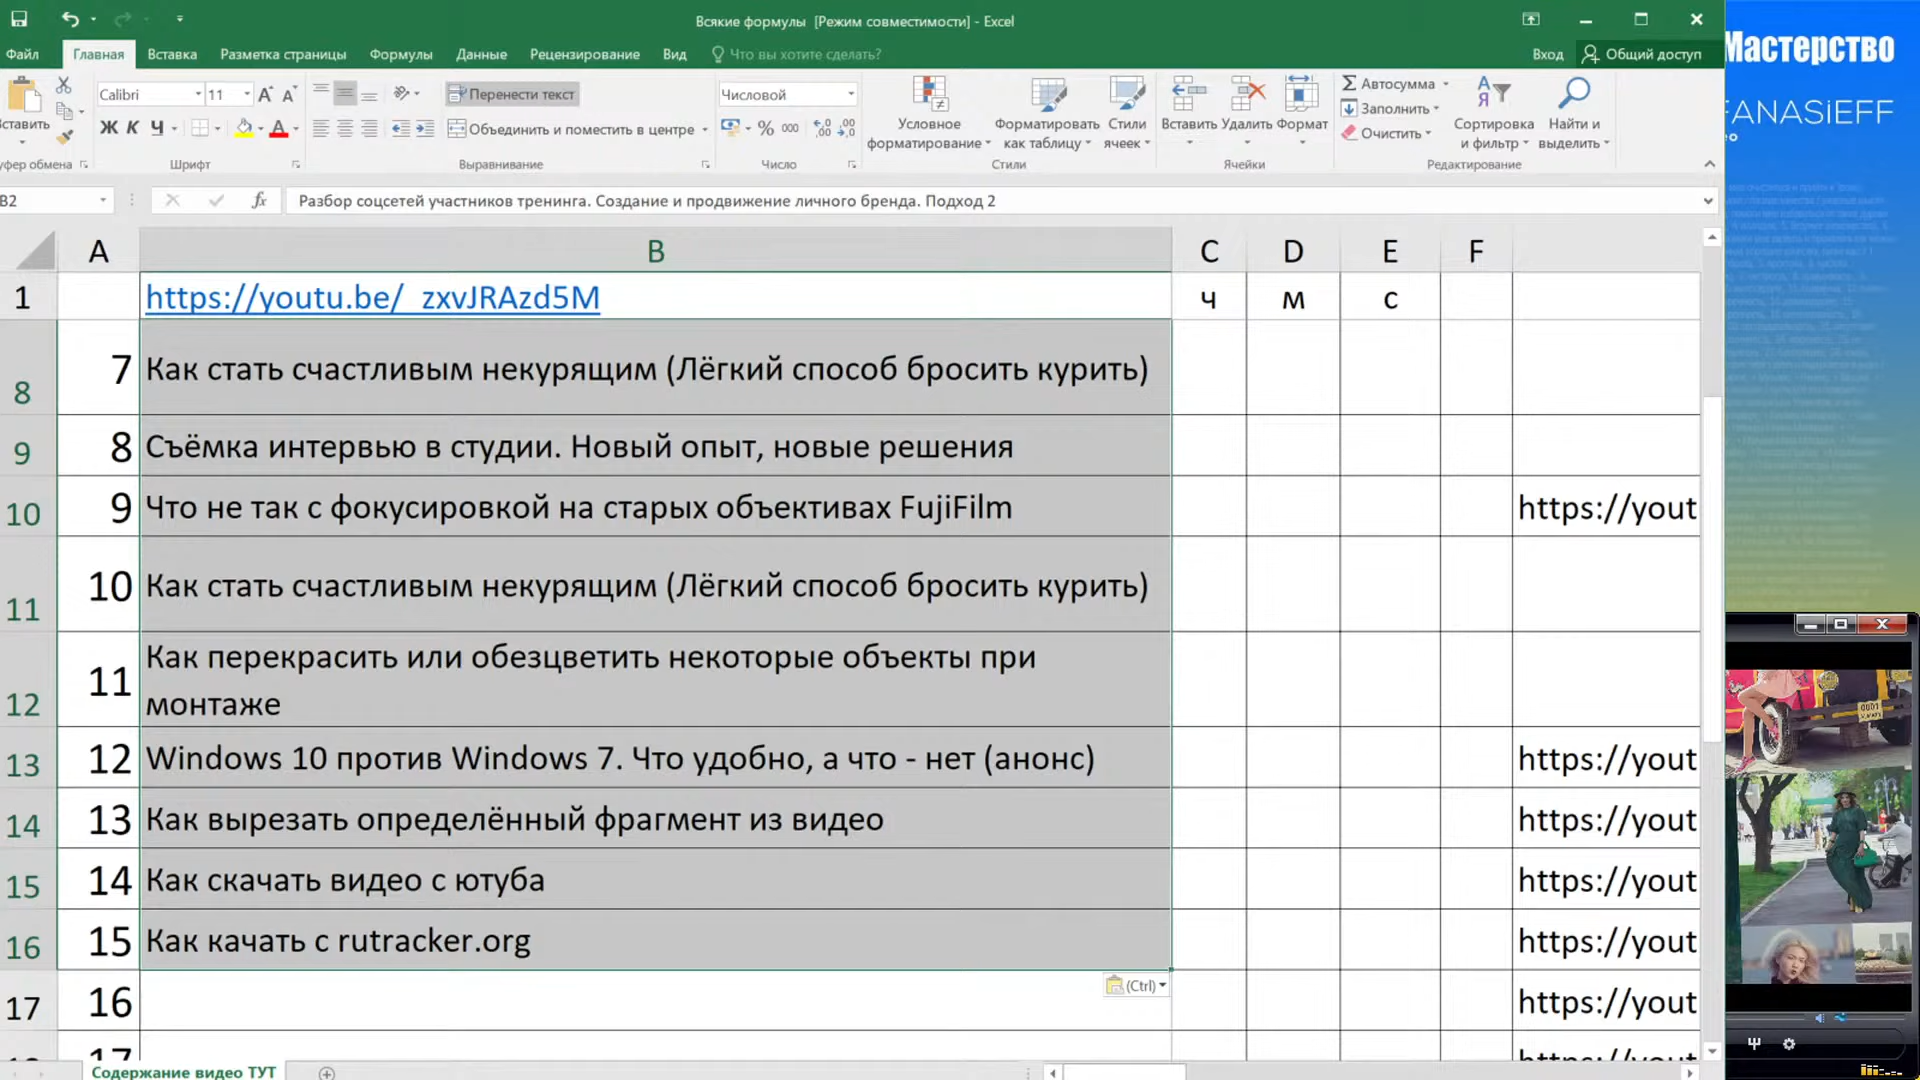 Всякие формулы [Режим совместимости] - Excel
Файл Главная Вставка Разметка страницы Формулы Данные Рецензирование Вид Что вы хотите сделать? Вход Общий доступ
Calibri 11 Перенести текст Числовой
Ж К Ч Объединить и поместить в центре % 000
Условное форматирование
Форматировать как таблицу
Стили ячеек
Вставить Удалить Формат
Автосумма
Заполнить
Очистить
Сортировка и фильтр
Найти и выделить
Шрифт Выравнивание Число Стили Ячейки Редактирование
B2 fx Разбор соцсетей участников тренинга. Создание и продвижение личного бренда. Подход 2
A B C D E F
1 https://youtu.be/_zxvJRAzd5M ч м с
8 7 Как стать счастливым некурящим (Лёгкий способ бросить курить)
9 8 Съёмка интервью в студии. Новый опыт, новые решения
10 9 Что не так с фокусировкой на старых объективах FujiFilm https://yout
11 10 Как стать счастливым некурящим (Лёгкий способ бросить курить)
12 11 Как перекрасить или обезцветить некоторые объекты при
монтаже
13 12 Windows 10 против Windows 7. Что удобно, а что - нет (анонс) https://yout
14 13 Как вырезать определённый фрагмент из видео https://yout
15 14 Как скачать видео с ютуба https://yout
16 15 Как качать с rutracker.org https://yout
(Ctrl)
17 16 https://yout
17
Содержание видео ТУТ
Мастерство
FANASiEFF